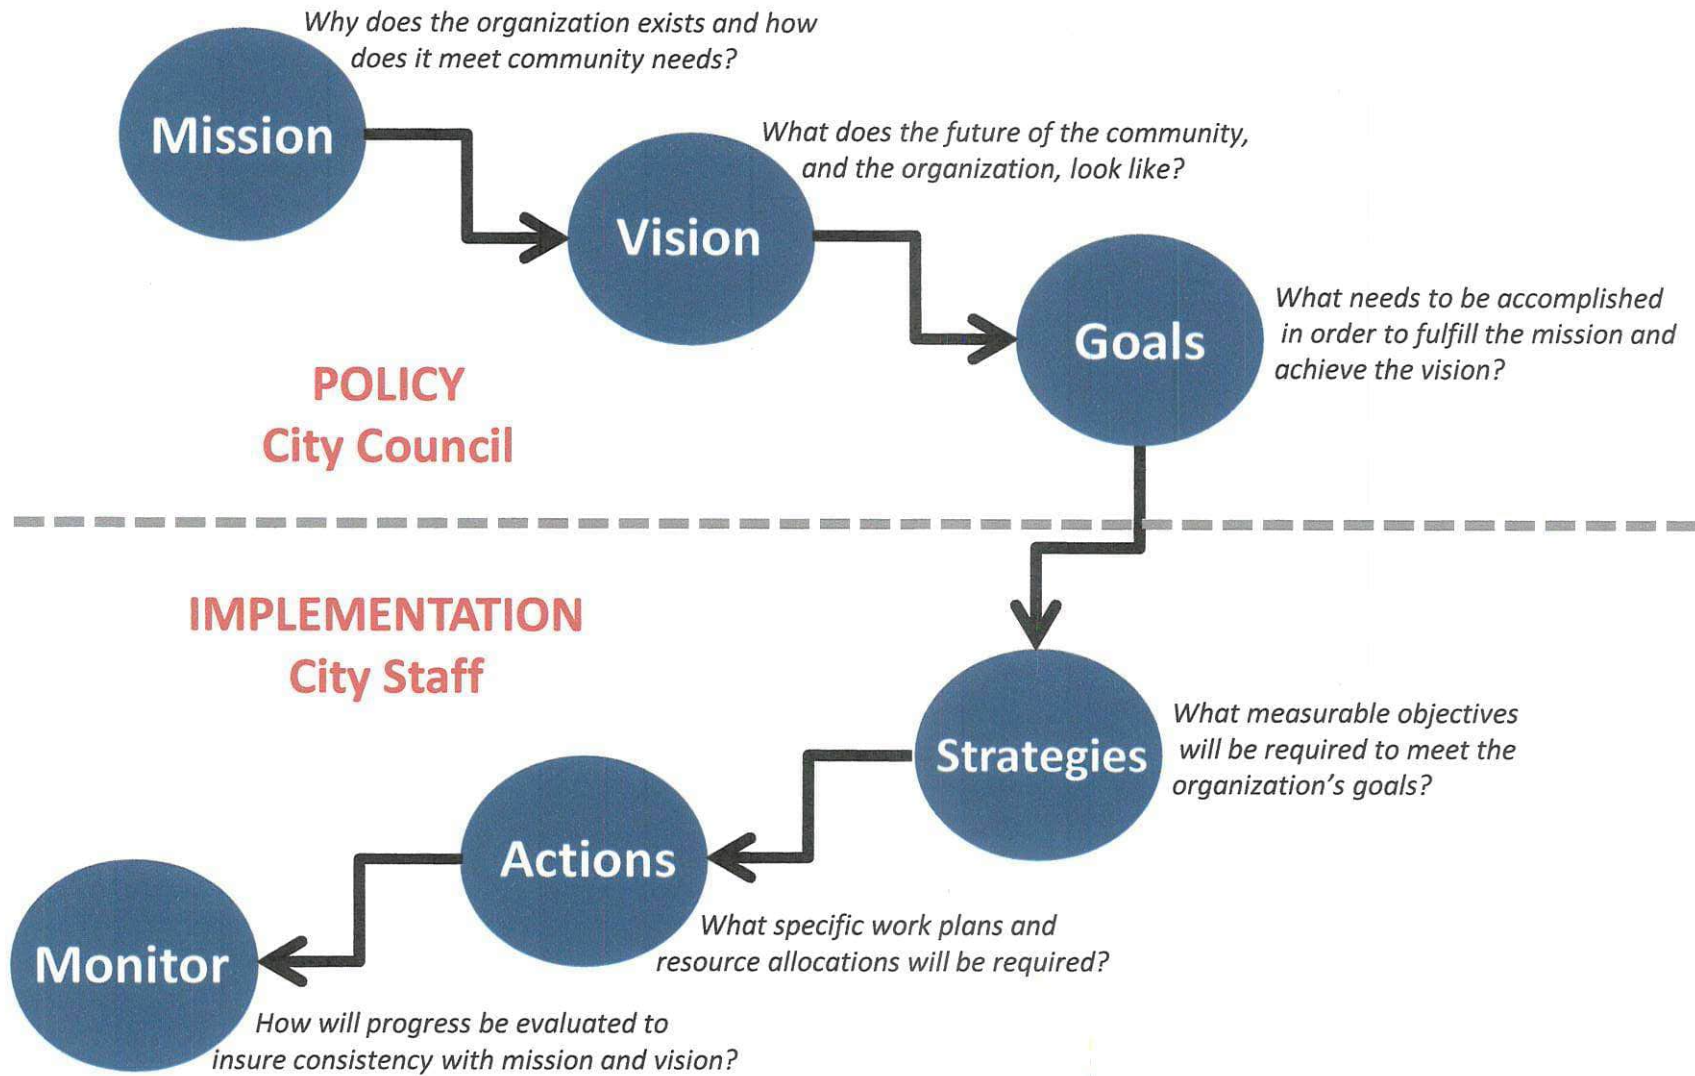 Why does the organization exists and how
does it meet community needs?
Mission
What does the future of the community,
and the organization, look like?
Vision
What needs to be accomplished
in order to fulfill the mission and
achieve the vision?
Goals
POLICY
City Council
IMPLEMENTATION
City Staff
Strategies
What measurable objectives
will be required to meet the
organization's goals?
Actions
What specific work plans and
resource allocations will be required?
Monitor
How will progress be evaluated to
insure consistency with mission and vision?